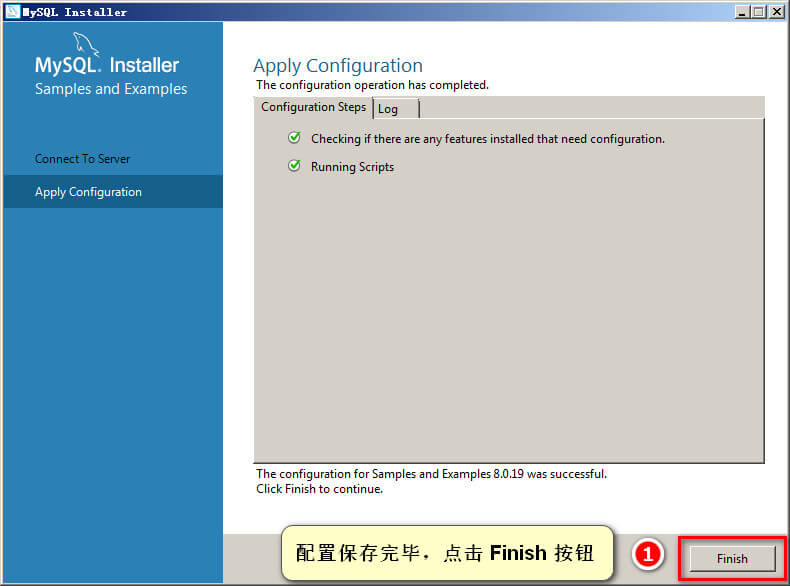 MySQL Installer
MySQL. Installer
Samples and Examples
Connect To Server
Apply Configuration
Apply Configuration
The configuration operation has completed.
Configuration Steps
Log
Checking if there are any features installed that need configuration.
Running Scripts
The configuration for Samples and Examples 8.0.19 was successful.
Click Finish to continue.
配置保存完毕，点击 Finish 按钮
1
Finish